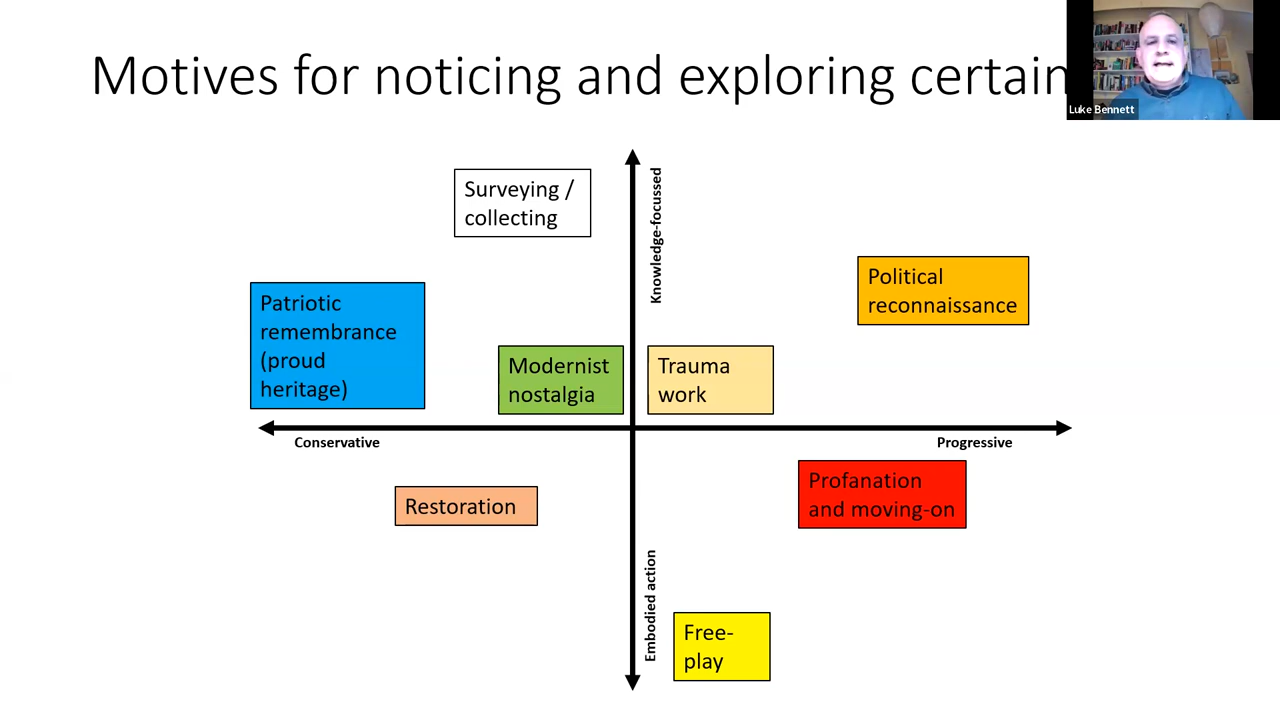 Motives for noticing and exploring certain
Luke Bennett
Surveying /
collecting
Knowledge-focussed
Political
reconnaissance
Patriotic
remembrance
(proud
heritage)
Modernist
nostalgia
Trauma
work
Conservative
Progressive
Profanation
and moving-on
Restoration
Embodied action
Free-
play